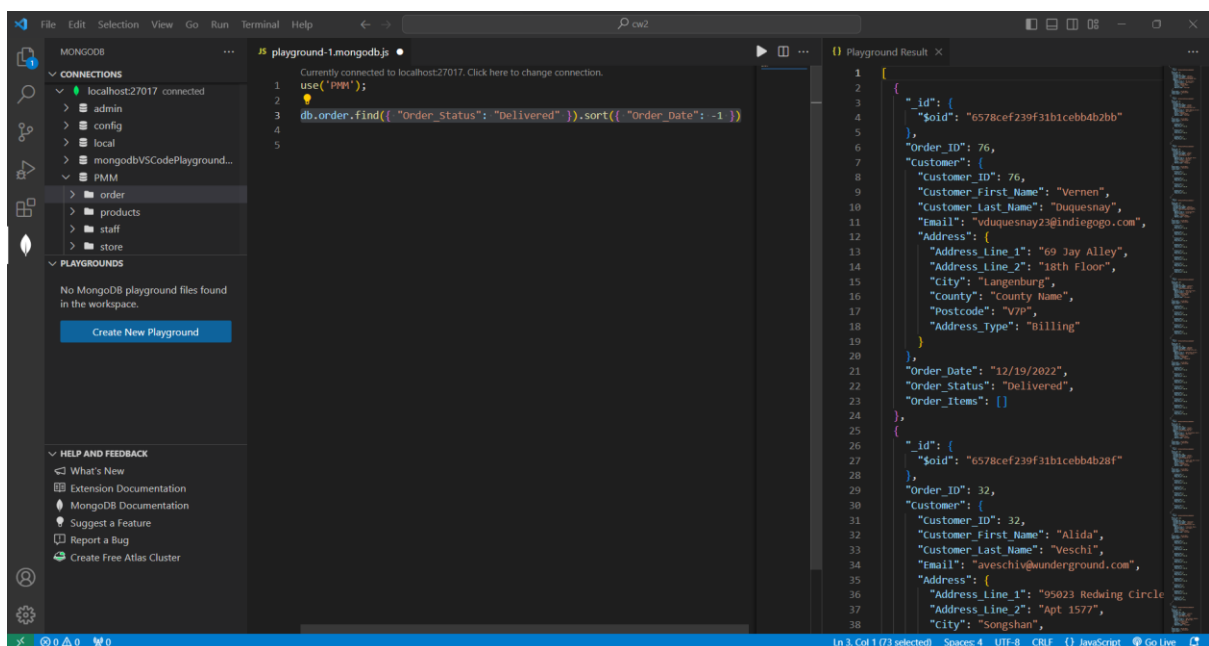 File Edit Selection View Go Run Terminal Help
cw2
MONGODB
CONNECTIONS
localhost:27017 connected
admin
config
local
mongodbVSCodePlayground...
PMM
order
products
staff
store
PLAYGROUNDS
No MongoDB playground files found
in the workspace.
Create New Playground
HELP AND FEEDBACK
What's New
Extension Documentation
MongoDB Documentation
Suggest a Feature
Report a Bug
Create Free Atlas Cluster
JS playground-1.mongodb.js
Currently connected to localhost:27017. Click here to change connection.
1 use('PMM');
2
3 db.order.find({ "Order_Status": "Delivered" }).sort({ "Order_Date": -1 })
4
5
{} Playground Result
1 [
2 {
3 "_id": {
4 "$oid": "6578cef239f31b1cebb4b2bb"
5 },
6 "Order_ID": 76,
7 "Customer": {
8 "Customer_ID": 76,
9 "Customer_First_Name": "Vernen",
10 "Customer_Last_Name": "Duquesnay",
11 "Email": "vduquesnay23@indiegogo.com",
12 "Address": {
13 "Address_Line_1": "69 Jay Alley",
14 "Address_Line_2": "18th Floor",
15 "City": "Langenburg",
16 "County": "County Name",
17 "Postcode": "V7P",
18 "Address_Type": "Billing"
19 }
20 },
21 "Order_Date": "12/19/2022",
22 "Order_Status": "Delivered",
23 "Order_Items": []
24 },
25 {
26 "_id": {
27 "$oid": "6578cef239f31b1cebb4b28f"
28 },
29 "Order_ID": 32,
30 "Customer": {
31 "Customer_ID": 32,
32 "Customer_First_Name": "Alida",
33 "Customer_Last_Name": "Veschi",
34 "Email": "aveschiv@wunderground.com",
35 "Address": {
36 "Address_Line_1": "95023 Redwing Circle
37 "Address_Line_2": "Apt 1577",
38 "City": "Songshan",
1
0 0 0
Ln 3, Col 1 (73 selected) Spaces: 4 UTF-8 CRLF {} JavaScript Go Live